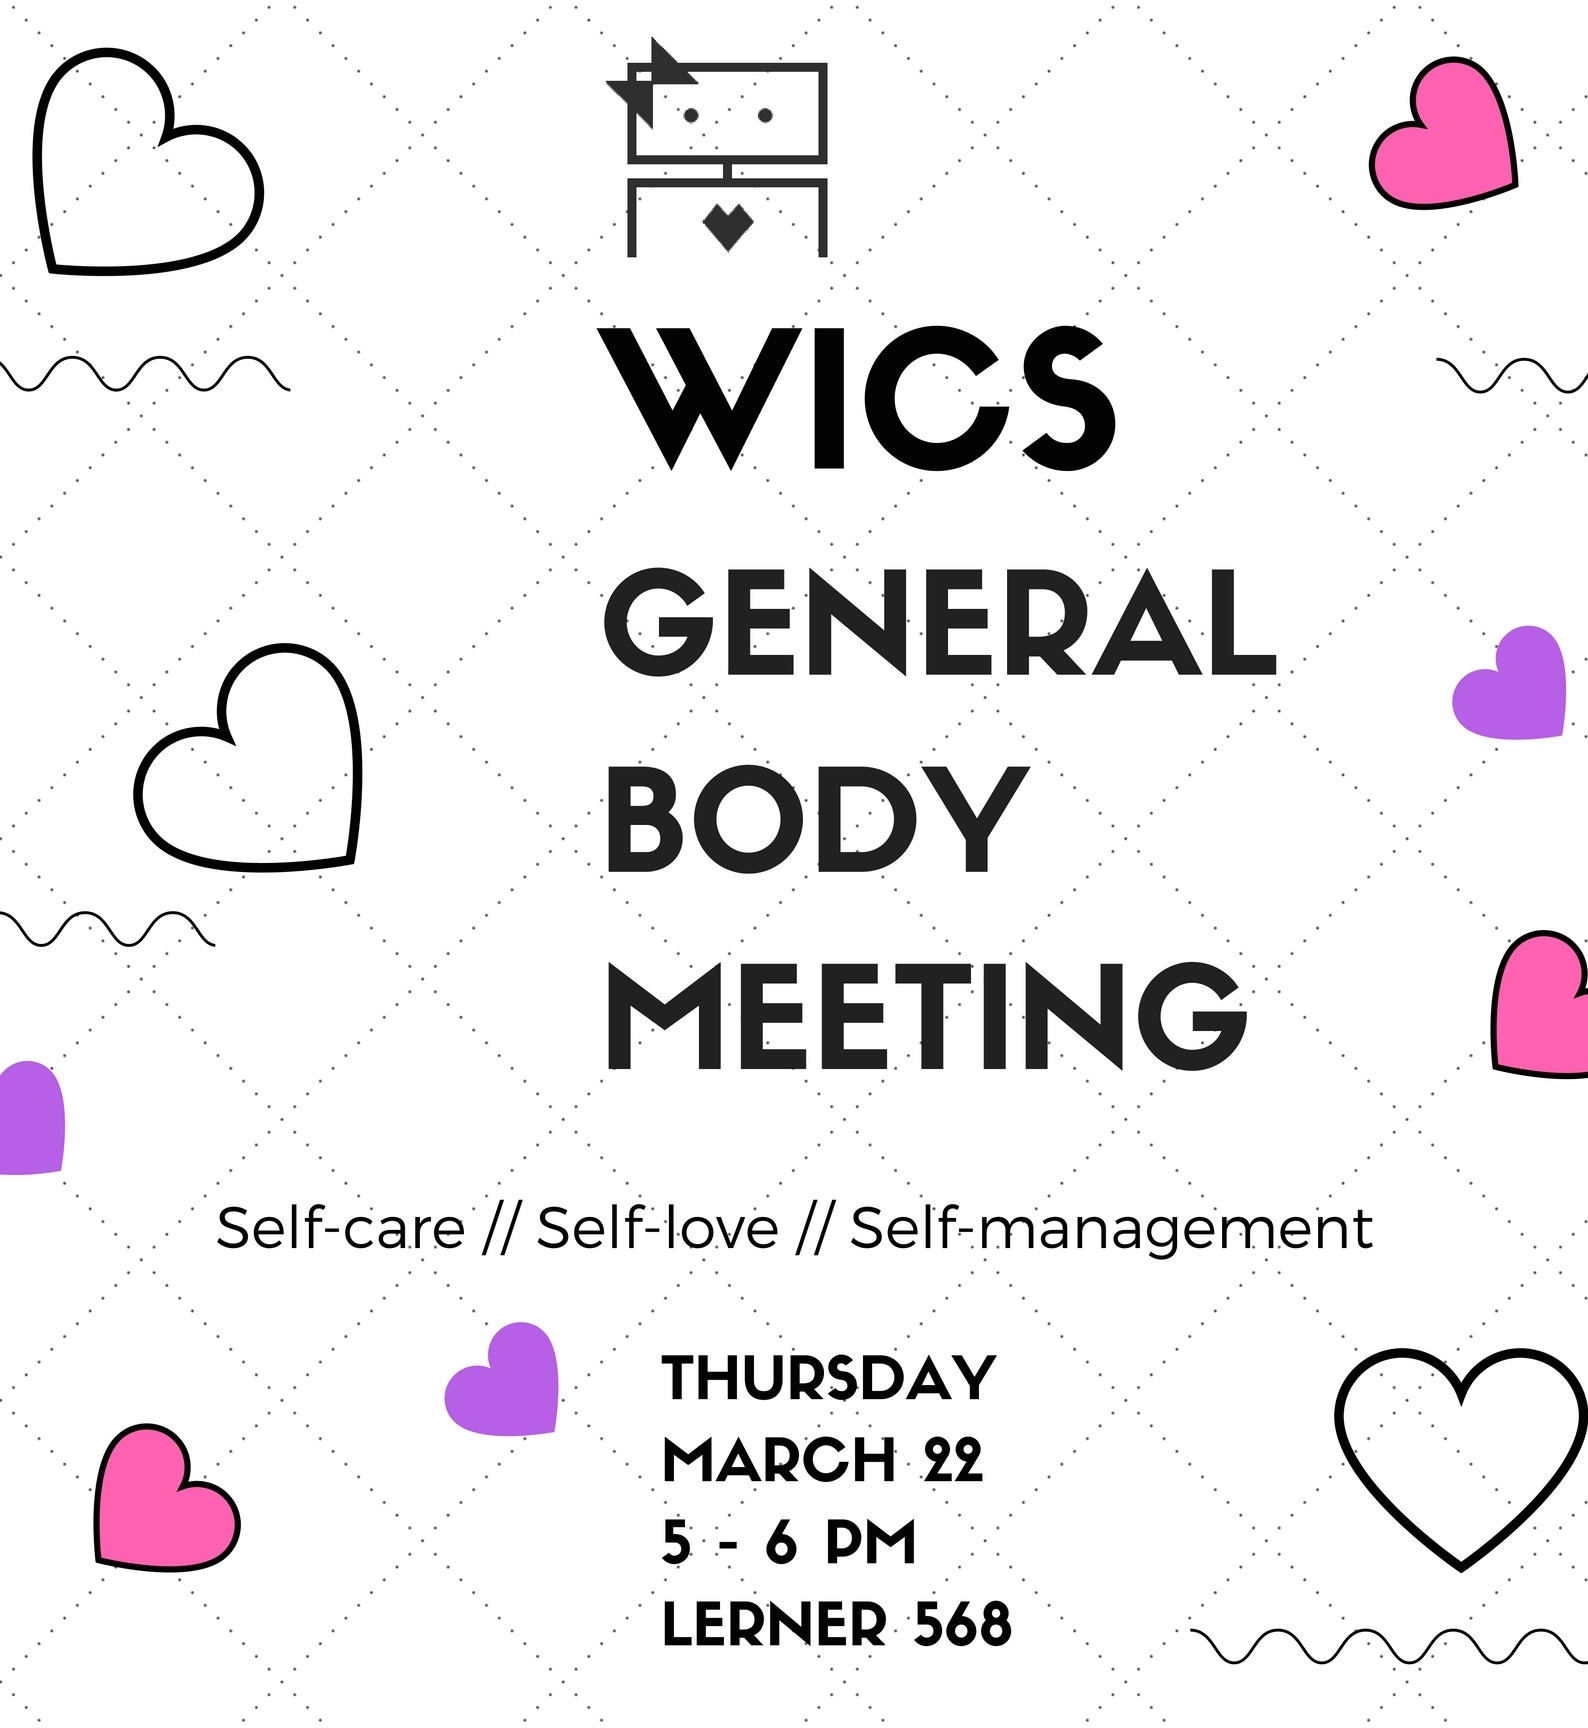 WICS
GENERAL
BODY
MEETING
Self-care // Self-love // Self-management
THURSDAY
MARCH 22
5 - 6 PM
LERNER 568